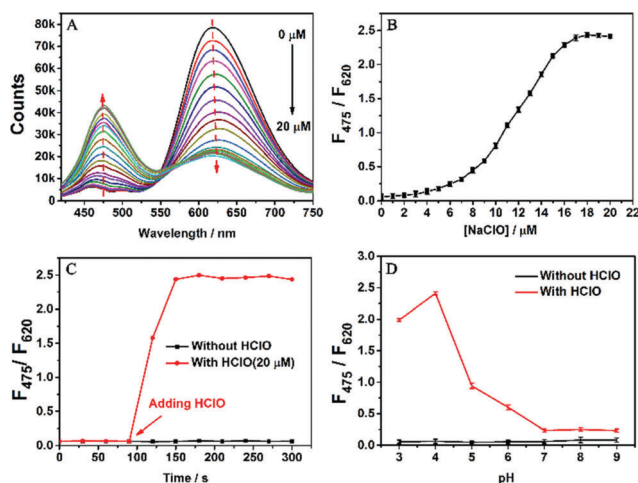 A
B
80k
70k
60k
50k
40k
30k
20k
10k
0
Counts
0 μM
20 μM
450 500 550 600 650 700 750
Wavelength / nm
2.5
2.0
1.5
1.0
0.5
0.0
F475 / F620
0 2 4 6 8 10 12 14 16 18 20 22
[NaClO] / μM
C
D
2.5
2.0
1.5
1.0
0.5
0.0
F475 / F620
Without HClO
With HClO(20 μM)
Adding HClO
0 50 100 150 200 250 300
Time / s
3.0
2.5
2.0
1.5
1.0
0.5
0.0
F475 / F620
Without HClO
With HClO
3 4 5 6 7 8 9
pH